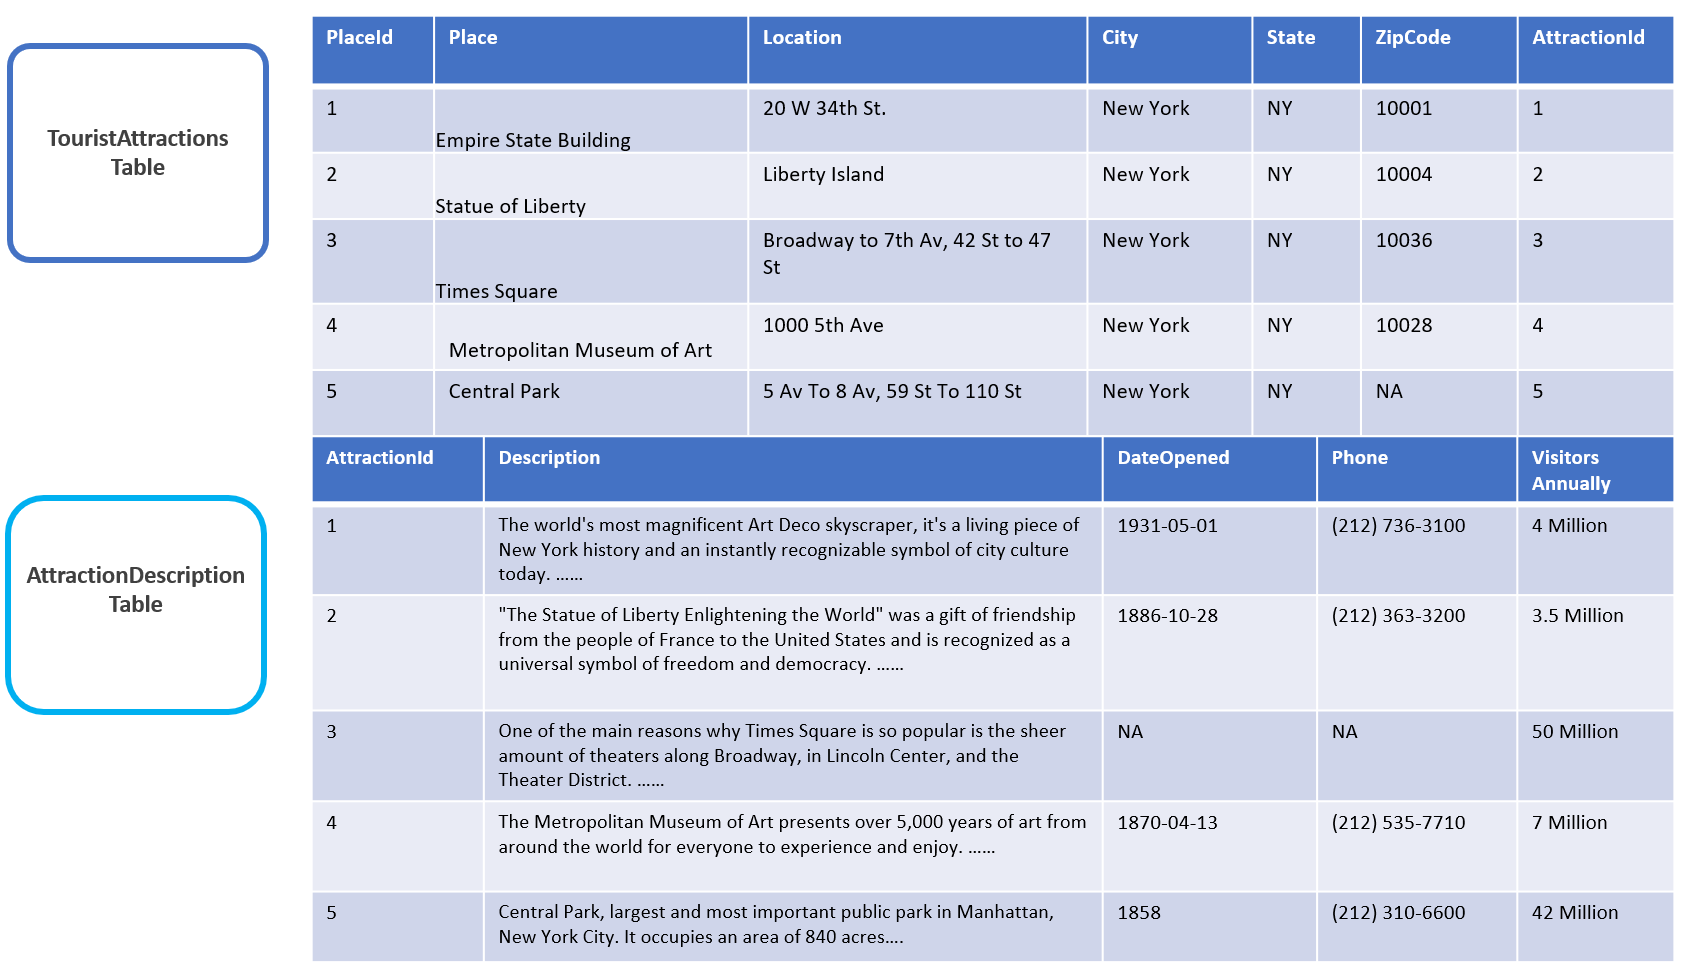 TouristAttractions
Table
PlaceId Place Location City State ZipCode AttractionId
1 Empire State Building 20 W 34th St. New York NY 10001 1
2 Statue of Liberty Liberty Island New York NY 10004 2
3 Times Square Broadway to 7th Av, 42 St to 47
St New York NY 10036 3
4 Metropolitan Museum of Art 1000 5th Ave New York NY 10028 4
5 Central Park 5 Av To 8 Av, 59 St To 110 St New York NY NA 5
AttractionDescription
Table
AttractionId Description DateOpened Phone Visitors
Annually
1 The world's most magnificent Art Deco skyscraper, it's a living piece of 1931-05-01 (212) 736-3100 4 Million
New York history and an instantly recognizable symbol of city culture
today. ......
2 "The Statue of Liberty Enlightening the World" was a gift of friendship 1886-10-28 (212) 363-3200 3.5 Million
from the people of France to the United States and is recognized as a
universal symbol of freedom and democracy. ......
3 One of the main reasons why Times Square is so popular is the sheer NA NA 50 Million
amount of theaters along Broadway, in Lincoln Center, and the
Theater District. ......
4 The Metropolitan Museum of Art presents over 5,000 years of art from 1870-04-13 (212) 535-7710 7 Million
around the world for everyone to experience and enjoy. ......
5 Central Park, largest and most important public park in Manhattan, 1858 (212) 310-6600 42 Million
New York City. It occupies an area of 840 acres....